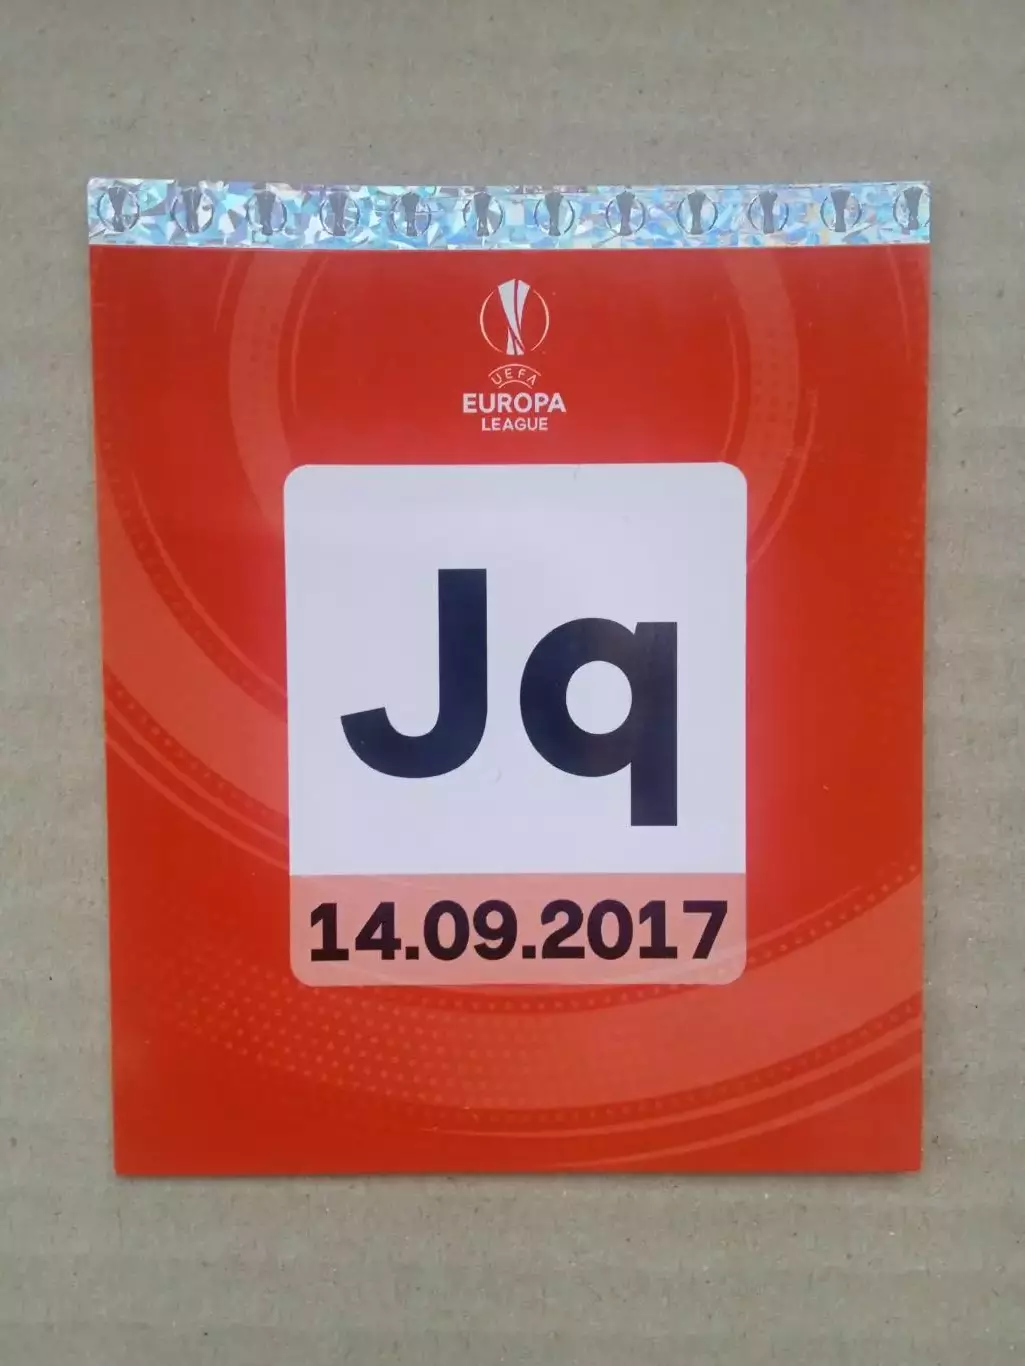 UEFA
EUROPA
LEAGUE
Jq
14.09.2017